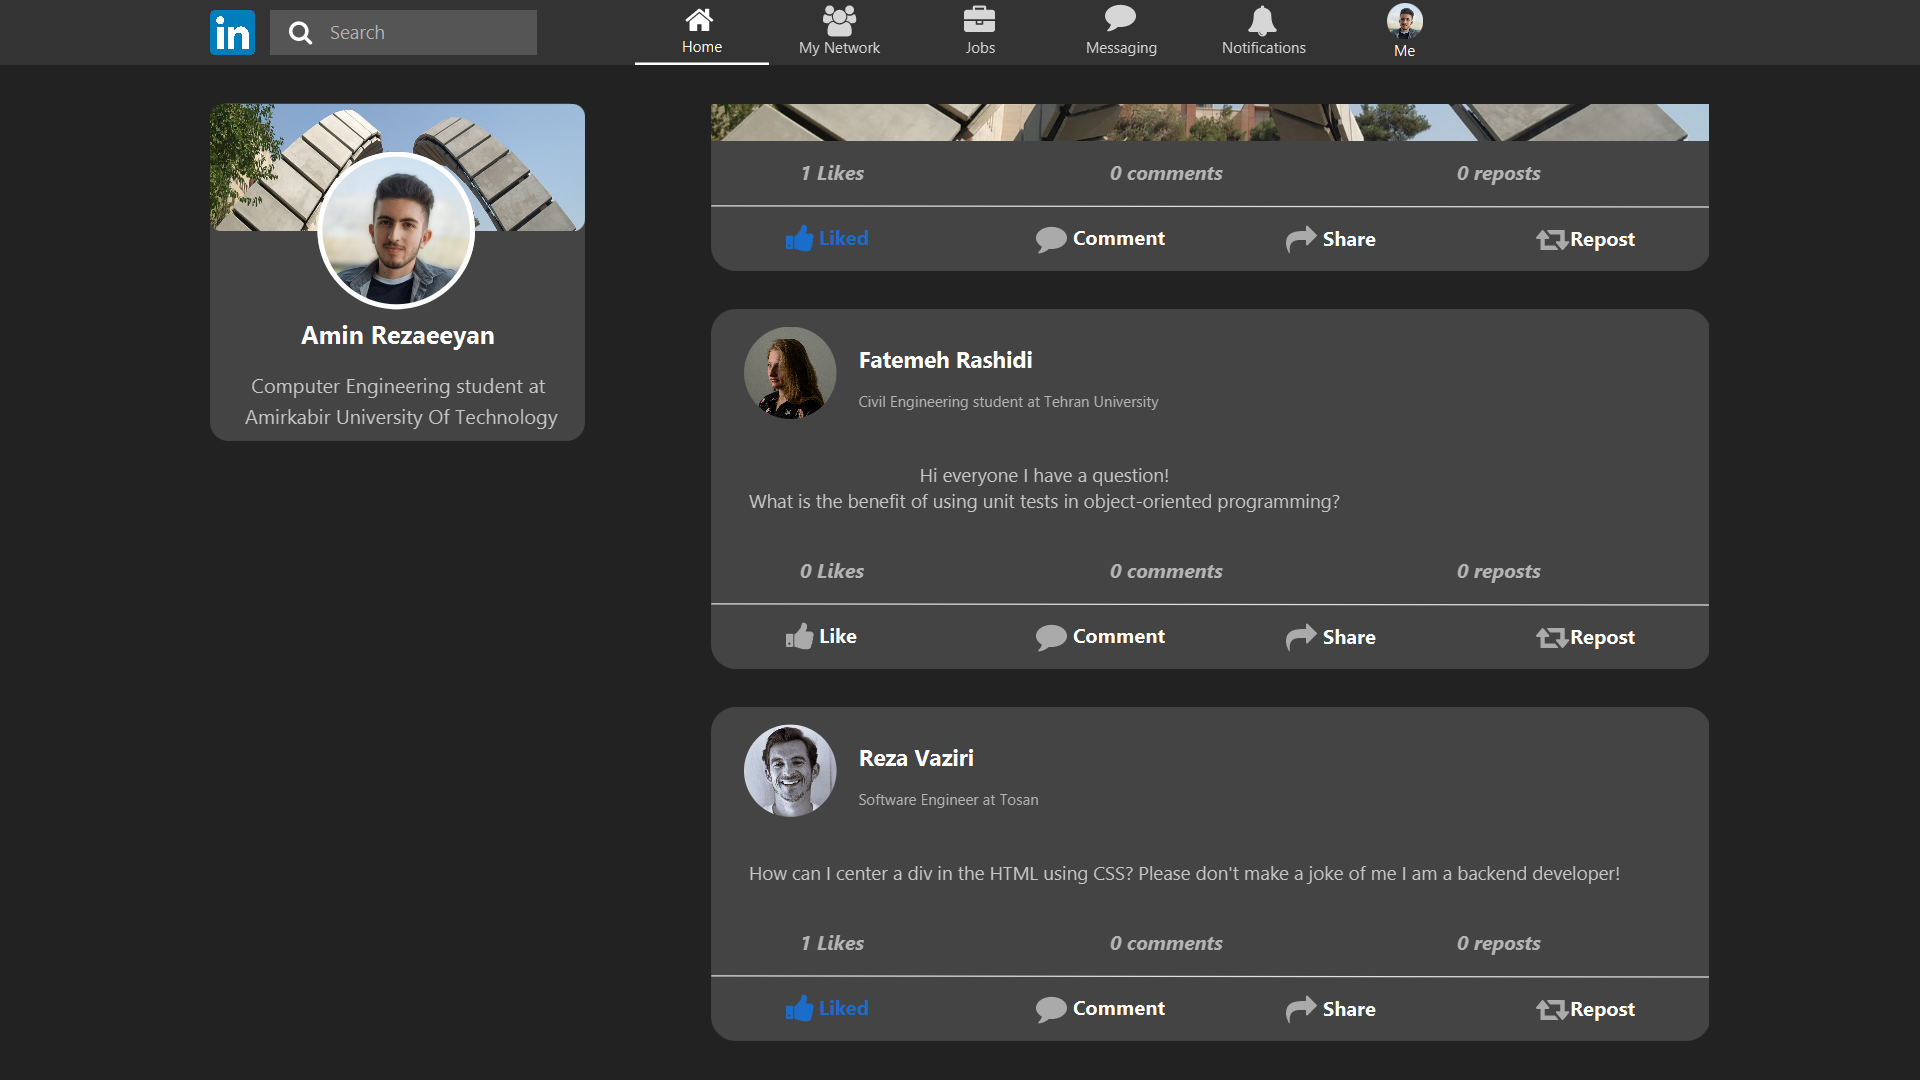 in Search
Home
My Network
Jobs
Messaging
Notifications
Me
Amin Rezaeeyan
Computer Engineering student at
Amirkabir University Of Technology
1 Likes 0 comments 0 reposts
Liked Comment Share Repost
Fatemeh Rashidi
Civil Engineering student at Tehran University
Hi everyone I have a question!
What is the benefit of using unit tests in object-oriented programming?
0 Likes 0 comments 0 reposts
Like Comment Share Repost
Reza Vaziri
Software Engineer at Tosan
How can I center a div in the HTML using CSS? Please don't make a joke of me I am a backend developer!
1 Likes 0 comments 0 reposts
Liked Comment Share Repost